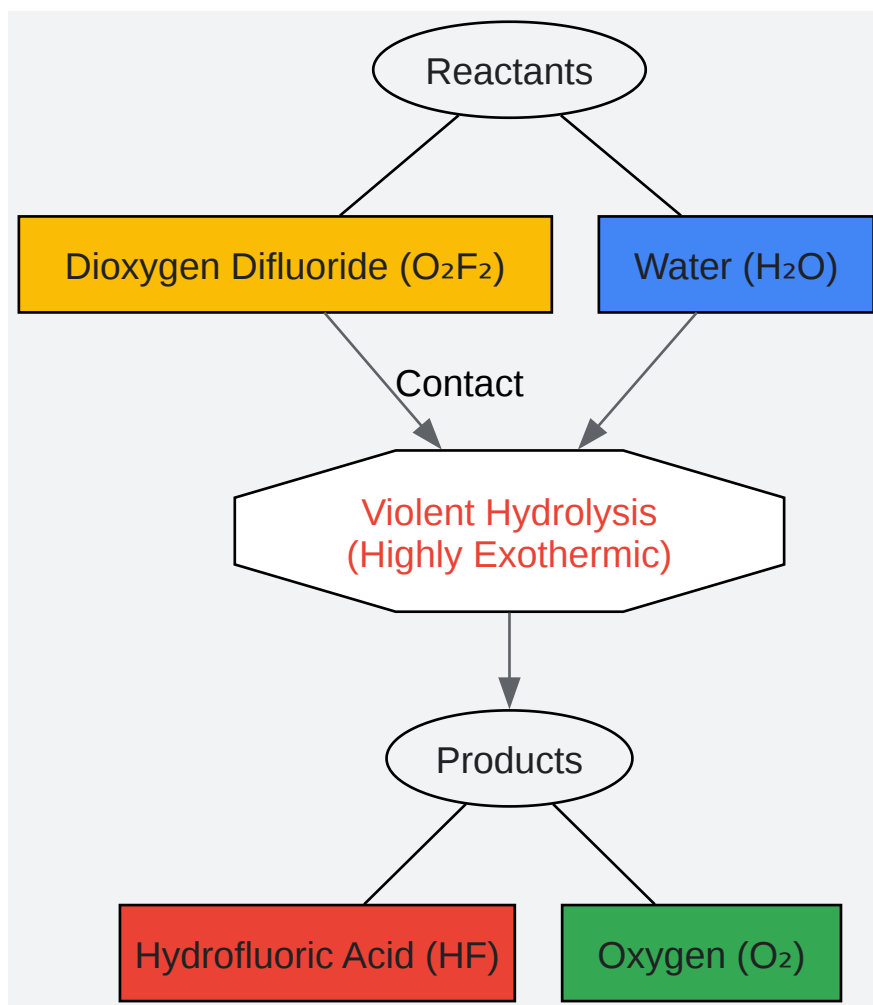 Reactants
Dioxygen Difluoride (O₂F₂)
Water (H₂O)
Contact
Violent Hydrolysis
(Highly Exothermic)
Products
Hydrofluoric Acid (HF)
Oxygen (O₂)